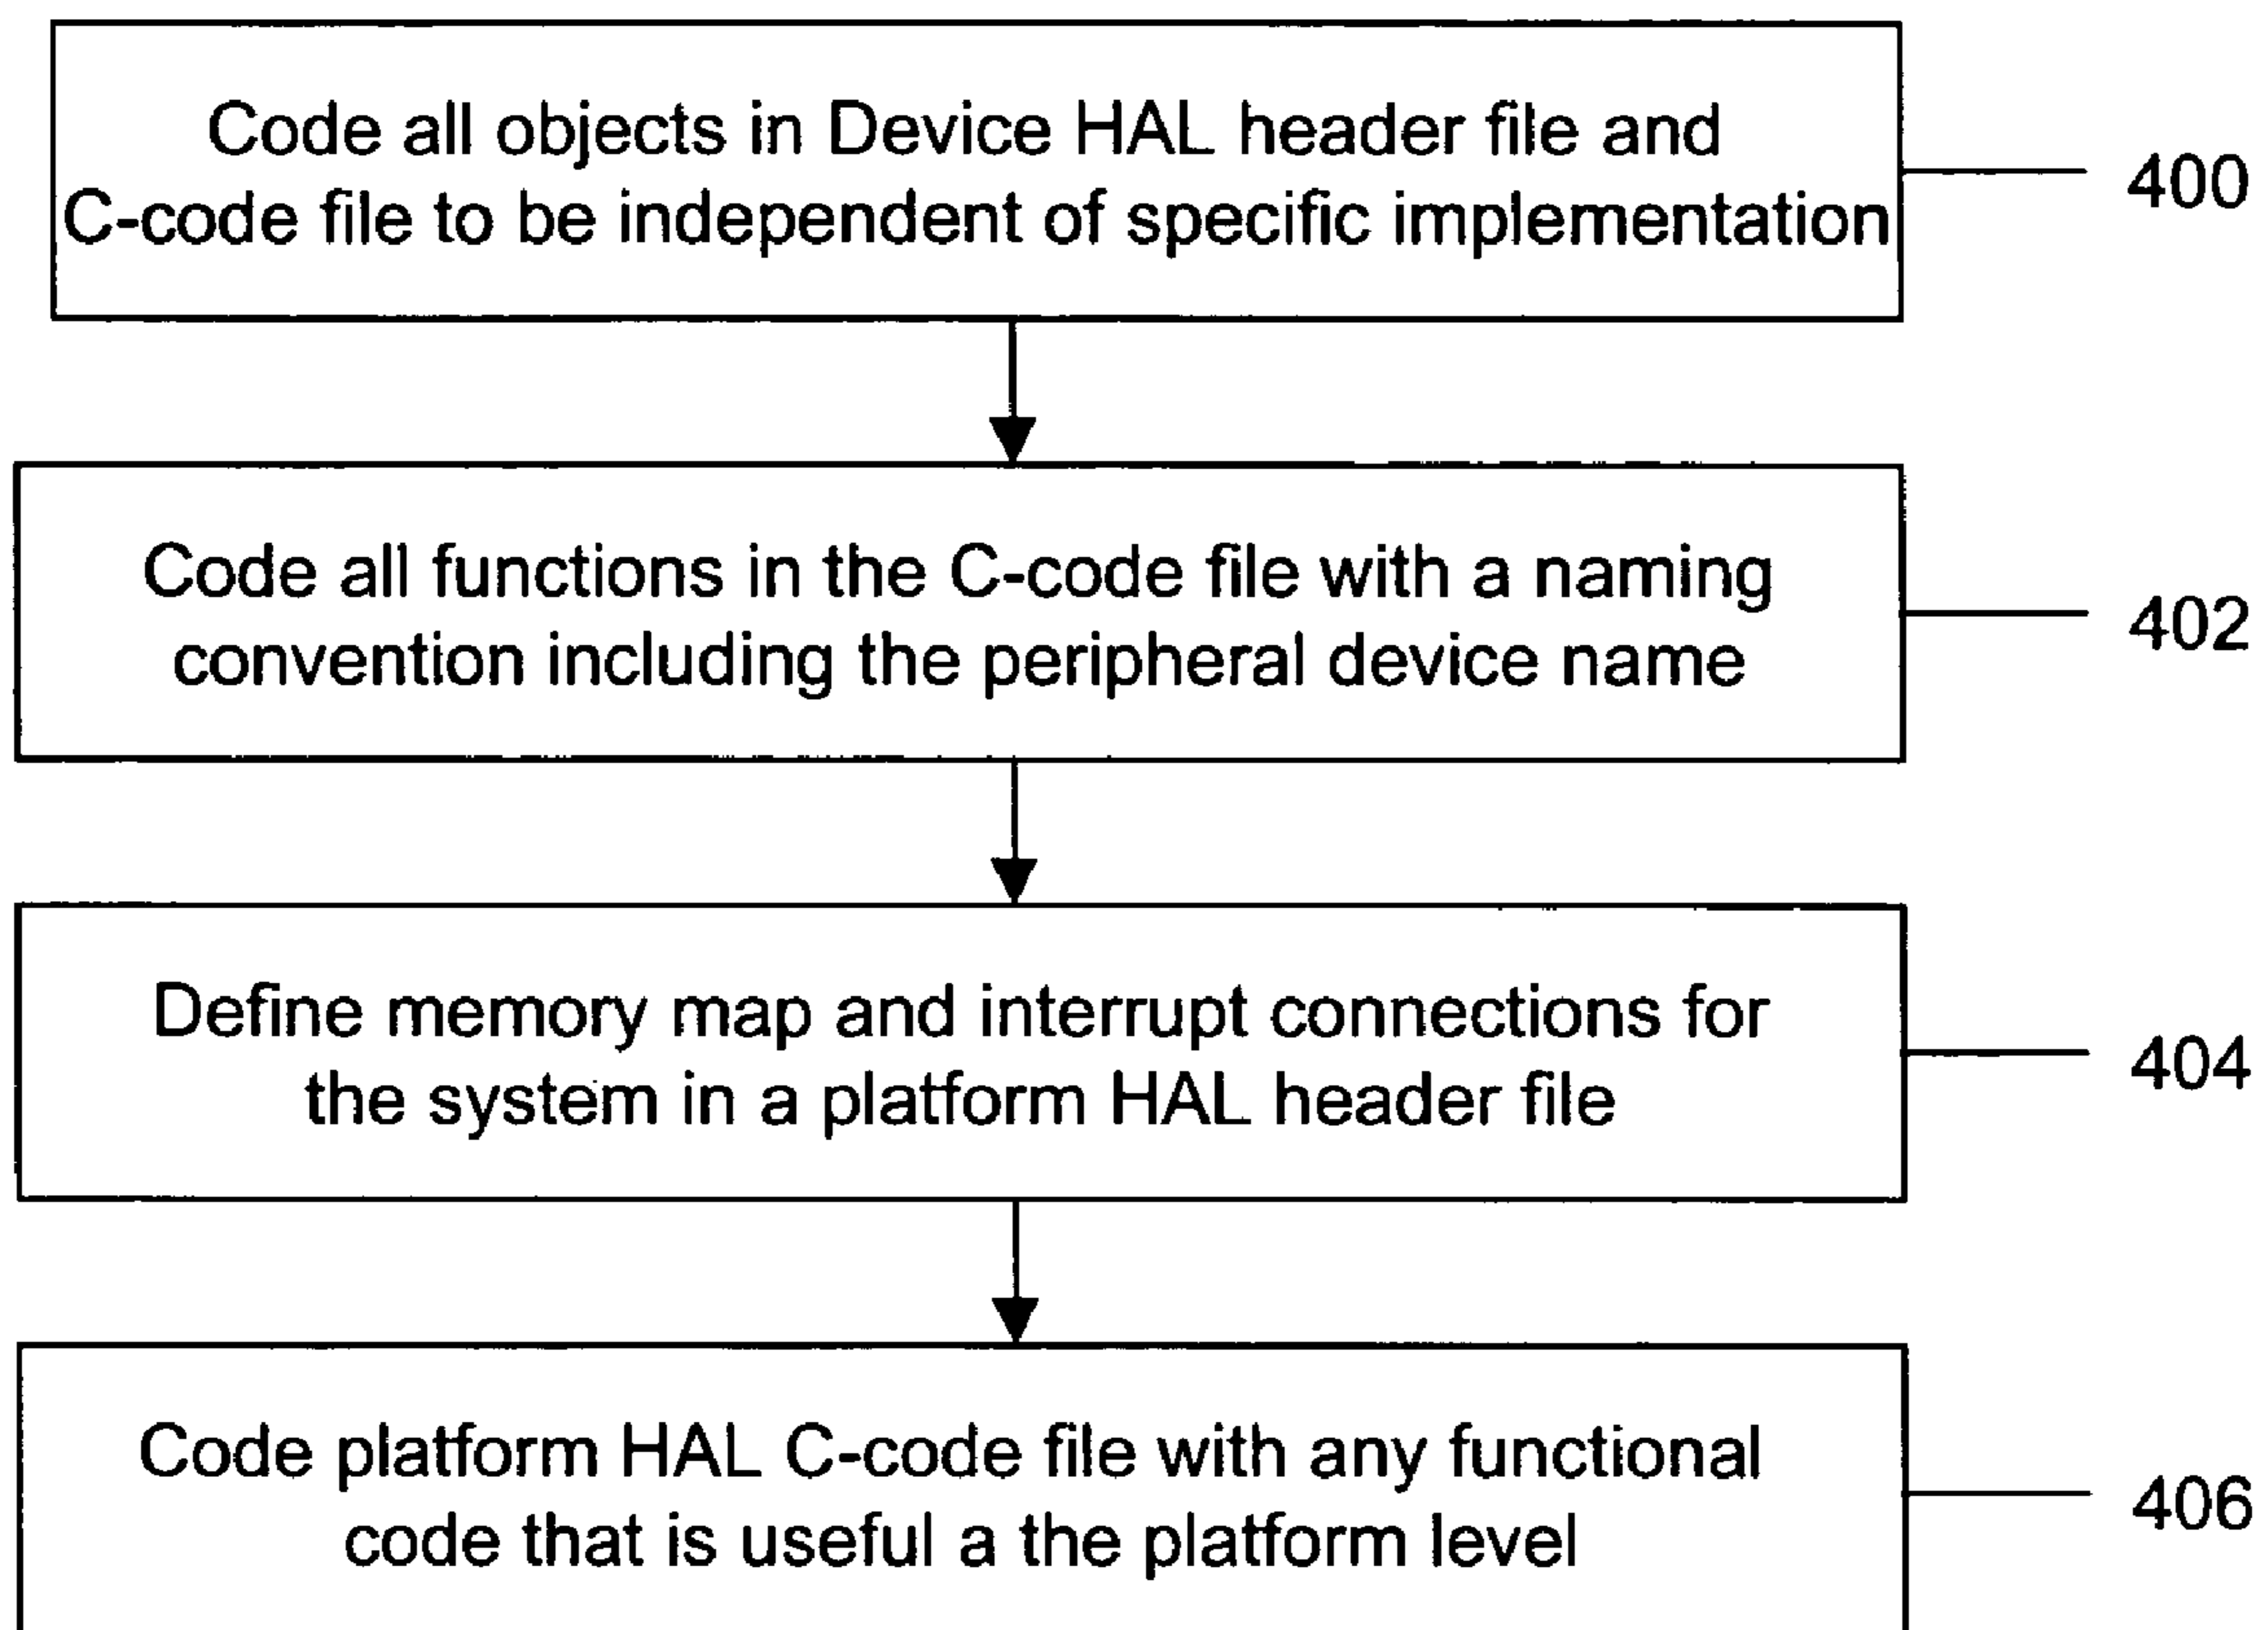 Code all objects in Device HAL header file and
C-code file to be independent of specific implementation
400
Code all functions in the C-code file with a naming
convention including the peripheral device name
402
Define memory map and interrupt connections for
the system in a platform HAL header file
404
Code platform HAL C-code file with any functional
code that is useful a the platform level
406